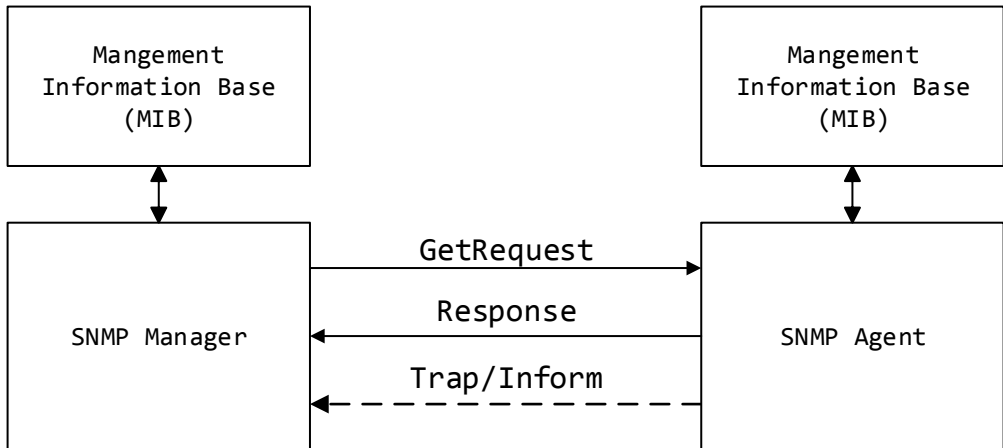 Mangement
Information Base
(MIB)
Mangement
Information Base
(MIB)
GetRequest
Response
SNMP Manager
SNMP Agent
Trap/Inform